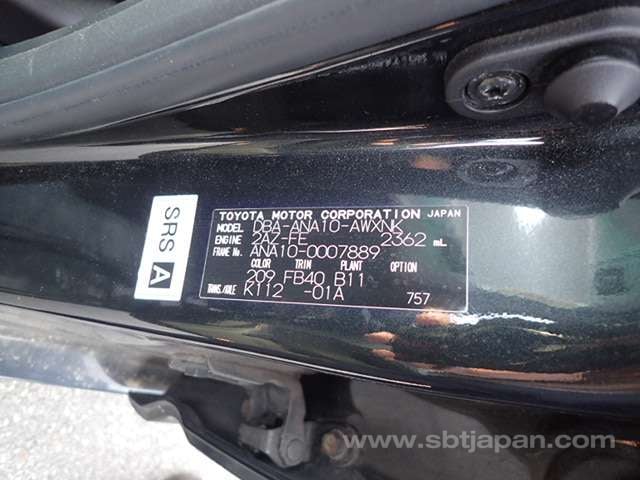 SRS A
TOYOTA MOTOR CORPORATION JAPAN
MODEL DBA-ANA10-AWXNK
ENGINE 2AZ-FE 2362 mL
FRAME No. ANA10-0007889
COLOR TRIM PLANT OPTION
209 FB40 B11
TRANS./AXLE K112 -01A 757
www.sbtjapan.com